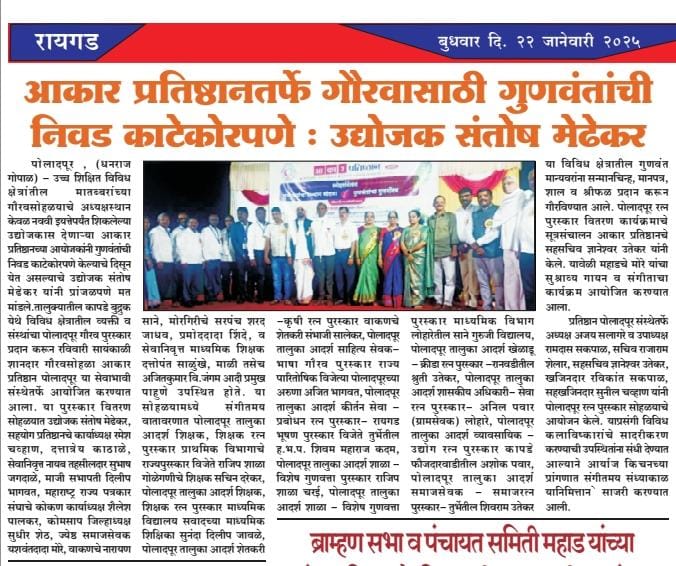 रायगड
बुधवार दि. २२ जानेवारी २०२५
आकार प्रतिष्ठानतर्फे गौरवासाठी गुणवंतांची
निवड काटेकोरपणे : उद्योजक संतोष मेढेकर
पोलादपूर , (धनराज
गोपाळ) – उच्च शिक्षित विविध
क्षेत्रांतील मातब्बरांच्या
गौरवसोहळयाचे अध्यक्षस्थान
केवळ नववी इयत्तेपर्यंत शिकलेल्या
उद्योजकास देणाऱ्या आकार
प्रतिष्ठानच्या आयोजकांनी गुणवंतांची
निवड काटेकोरपणे केल्याचे दिसून
येत असल्याचे उद्योजक संतोष
मेढेकर यांनी प्रांजळपणे मत
मांडले.तालुक्यातील कापडे बुद्रुक
येथे विविध क्षेत्रातील व्यक्ती व
संस्थांचा पोलादपूर गौरव पुरस्कार
प्रदान करून रविवारी सायंकाळी
शानदार गौरवसोहळा आकार
प्रतिष्ठान पोलादपूर या सेवाभावी
संस्थेतर्फे आयोजित करण्यात
आला. या पुरस्कार वितरण
सोहळयात उद्योजक संतोष मेढेकर,
सहयोग प्रतिष्ठानचे कार्याध्यक्ष रमेश
चव्हाण, दत्तात्रेय काठाळे,
सेवानिवृत्त नायब तहसीलदार सुभाष
जगदाळे, माजी सभापती दिलीप
भागवत, महाराष्ट्र राज्य पत्रकार
संघाचे कोकण कार्याध्यक्ष शैलेश
पालकर, कोमसाप जिल्हाध्यक्ष
सुधीर शेठ, ज्येष्ठ समाजसेवक
यशवंतदादा मोरे, वाकणचे नारायण
साने, मोरगिरीचे सरपंच शरद
जाधव, प्रमोददादा शिंदे, व
सेवानिवृत्त माध्यमिक शिक्षक
दत्तोपंत साळुंखे, माळी तसेच
अजितकुमार वि.जंगम आदी प्रमुख
पाहुणे उपस्थित होते. या
सोहळयामध्ये संगीतमय
वातावरणात पोलादपूर तालुका
आदर्श शिक्षक, शिक्षक रत्न
पुरस्कार प्राथमिक विभागाचे
राज्यपुरस्कार विजेते राजिप शाळा
गोळेगणीचे शिक्षक सचिन दरेकर,
पोलादपूर तालुका आदर्श शिक्षक,
शिक्षक रत्न पुरस्कार माध्यमिक
विद्यालय सवादच्या माध्यमिक
शिक्षिका सुनंदा दिलीप जावळे,
पोलादपूर तालुका आदर्श शेतकरी
–कृषी रत्न पुरस्कार वाकणचे
शेतकरी संभाजी सालेकर, पोलादपूर
तालुका आदर्श साहित्य सेवक–
भाषा गौरव पुरस्कार राज्य
पारितोषिक विजेत्या पोलादपूरच्या
अरुणा अजित भागवत, पोलादपूर
तालुका आदर्श कीर्तन सेवा –
प्रबोधन रत्न पुरस्कार– रायगड
भूषण पुरस्कार विजेते तुर्भेतील
ह.भ.प. शिवम महाराज कदम,
पोलादपूर तालुका आदर्श शाळा –
विशेष गुणवत्ता पुरस्कार राजिप
शाळा चरई, पोलादपूर तालुका
आदर्श शाळा – विशेष गुणवत्ता
पुरस्कार माध्यमिक विभाग
लोहारेतील साने गुरुजी विद्यालय,
पोलादपूर तालुका आदर्श खेळाडू
– क्रीडा रत्न पुरस्कार –रानवडीतील
श्रुती उतेकर, पोलादपूर तालुका
आदर्श शासकीय अधिकारी– सेवा
रत्न पुरस्कार– अनिल पवार
(ग्रामसेवक) लोहारे, पोलादपूर
तालुका आदर्श व्यावसायिक –
उद्योग रत्न पुरस्कार कापडे
फौजदारवाडीतील अशोक पवार,
पोलादपूर तालुका आदर्श
समाजसेवक – समाजरत्न
पुरस्कार– तुर्भेतील शिवराम उतेकर
या विविध क्षेत्रातील गुणवंत
मान्यवरांना सन्मानचिन्ह, मानपत्र,
शाल व श्रीफळ प्रदान करून
गौरविण्यात आले. पोलादपूर रत्न
पुरस्कार वितरण कार्यक्रमाचे
सूत्रसंचालन आकार प्रतिष्ठानचे
सहसचिव ज्ञानेश्वर उतेकर यांनी
केले. यावेळी महाडचे मोरे यांचा
सुश्राव्य गायन व संगीताचा
कार्यक्रम आयोजित करण्यात
आला.
प्रतिष्ठान पोलादपूर संस्थेतर्फे
अध्यक्ष अजय सलागरे व उपाध्यक्ष
रामदास सकपाळ, सचिव राजाराम
शेलार, सहसचिव ज्ञानेश्वर उतेकर,
खजिनदार रविकांत सकपाळ,
सहखजिनदार सुनील चव्हाण यांनी
पोलादपूर रत्न पुरस्कार सोहळयाचे
आयोजन केले. याप्रसंगी विविध
कलाविष्कारांचे सादरीकरण
करण्याची उपस्थितांना संधी देण्यात
आल्याने आर्यांज किचनच्या
प्रांगणात संगीतमय संध्याकाळ
यानिमित्ताने साजरी करण्यात
आली.
ब्राम्हण सभा व पंचायत समिती महाड यांच्या